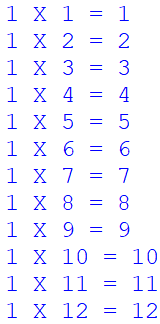 1 X 1 = 1
1 X 2 = 2
1 X 3 = 3
1 X 4 = 4
1 X 5 = 5
1 X 6 = 6
1 X 7 = 7
1 X 8 = 8
1 X 9 = 9
1 X 10 = 10
1 X 11 = 11
1 X 12 = 12